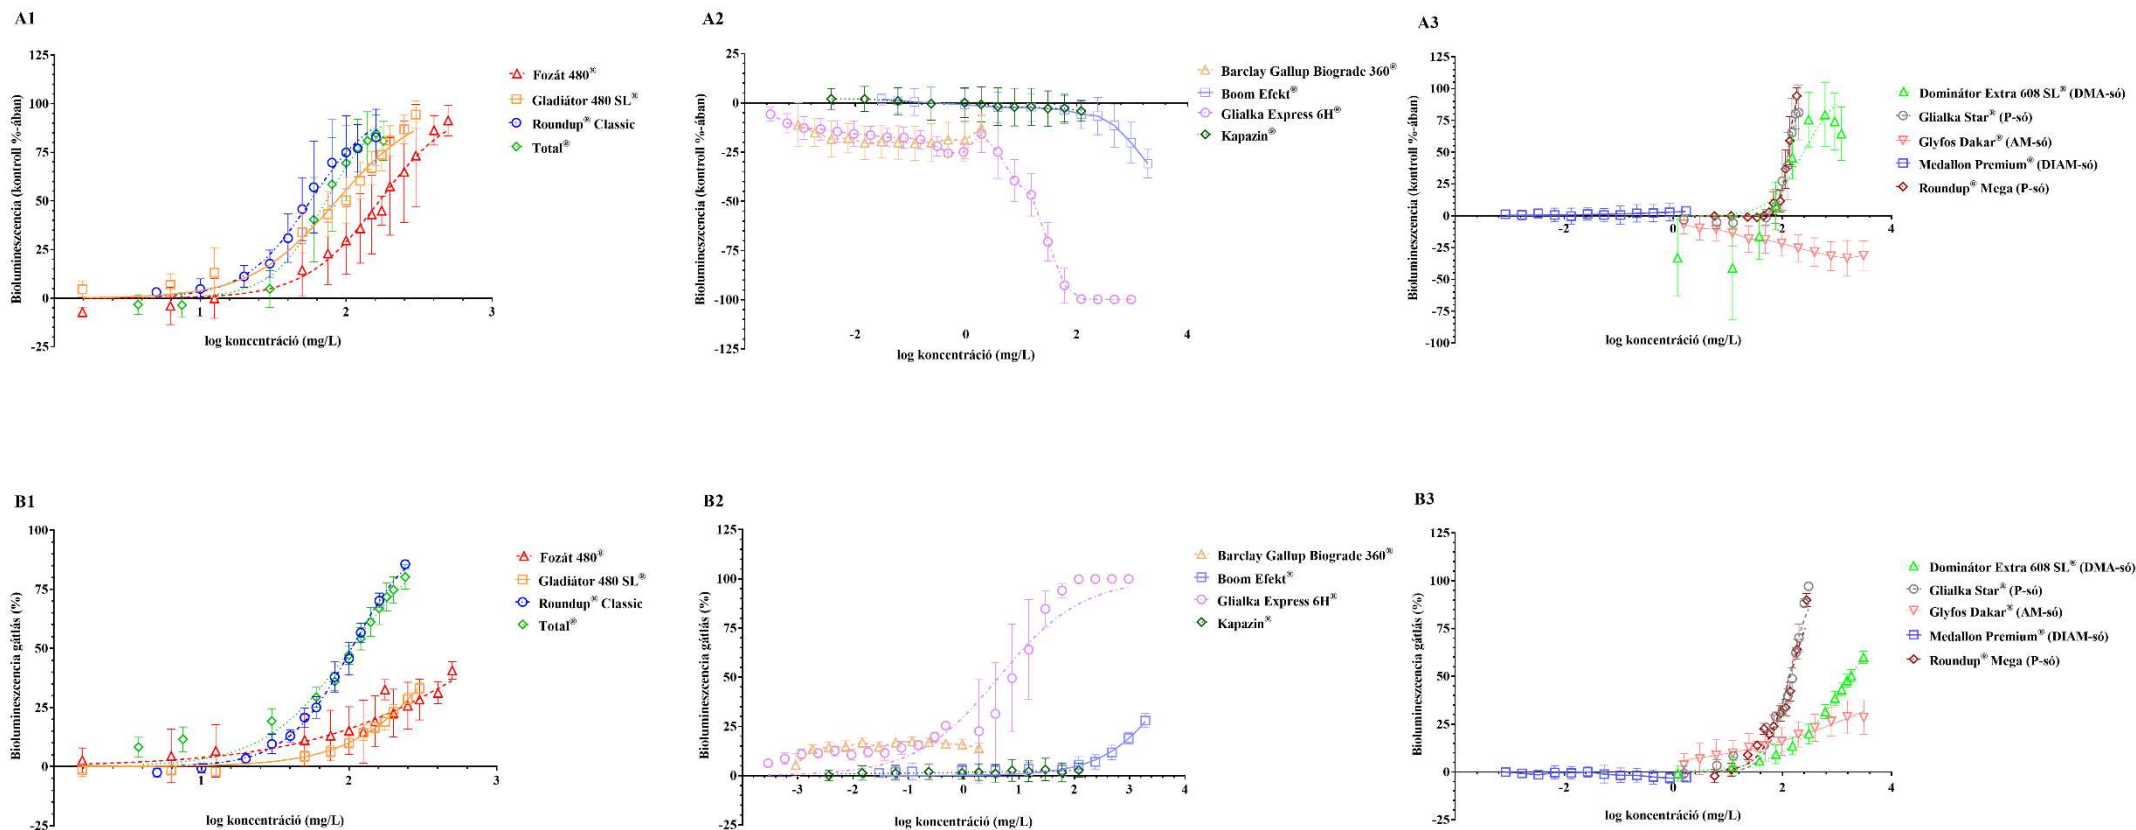 A1
125
100
75
50
25
0
-25
1
2
3
Biolumineszcencia (kontroll %-ában)
log koncentráció (mg/L)
Fozát 480®
Gladiátor 480 SL®
Roundup® Classic
Total®
A2
25
0
-25
-50
-75
-100
-125
-2
0
2
4
Biolumineszcencia (kontroll %-ában)
log koncentráció (mg/L)
Barclay Gallup Biograde 360®
Boom Efekt®
Glialka Express 6H®
Kapazin®
A3
125
100
75
50
25
0
-25
-50
-75
-100
-2
0
2
4
Biolumineszcencia (kontroll %-ában)
log koncentráció (mg/L)
Dominátor Extra 608 SL® (DMA-só)
Glialka Star® (P-só)
Glyfos Dakar® (AM-só)
Medallon Premium® (DIAM-só)
Roundup® Mega (P-só)
B1
100
75
50
25
0
-25
1
2
3
Biolumineszcencia gátlás (%)
log koncentráció (mg/L)
Fozát 480®
Gladiátor 480 SL®
Roundup® Classic
Total®
B2
125
100
75
50
25
0
-25
-3
-2
-1
0
1
2
3
4
Biolumineszcencia gátlás (%)
log koncentráció (mg/L)
Barclay Gallup Biograde 360®
Boom Efekt®
Glialka Express 6H®
Kapazin®
B3
125
100
75
50
25
0
-25
-2
0
2
4
Biolumineszcencia gátlás (%)
log koncentráció (mg/L)
Dominátor Extra 608 SL® (DMA-só)
Glialka Star® (P-só)
Glyfos Dakar® (AM-só)
Medallon Premium® (DIAM-só)
Roundup® Mega (P-só)